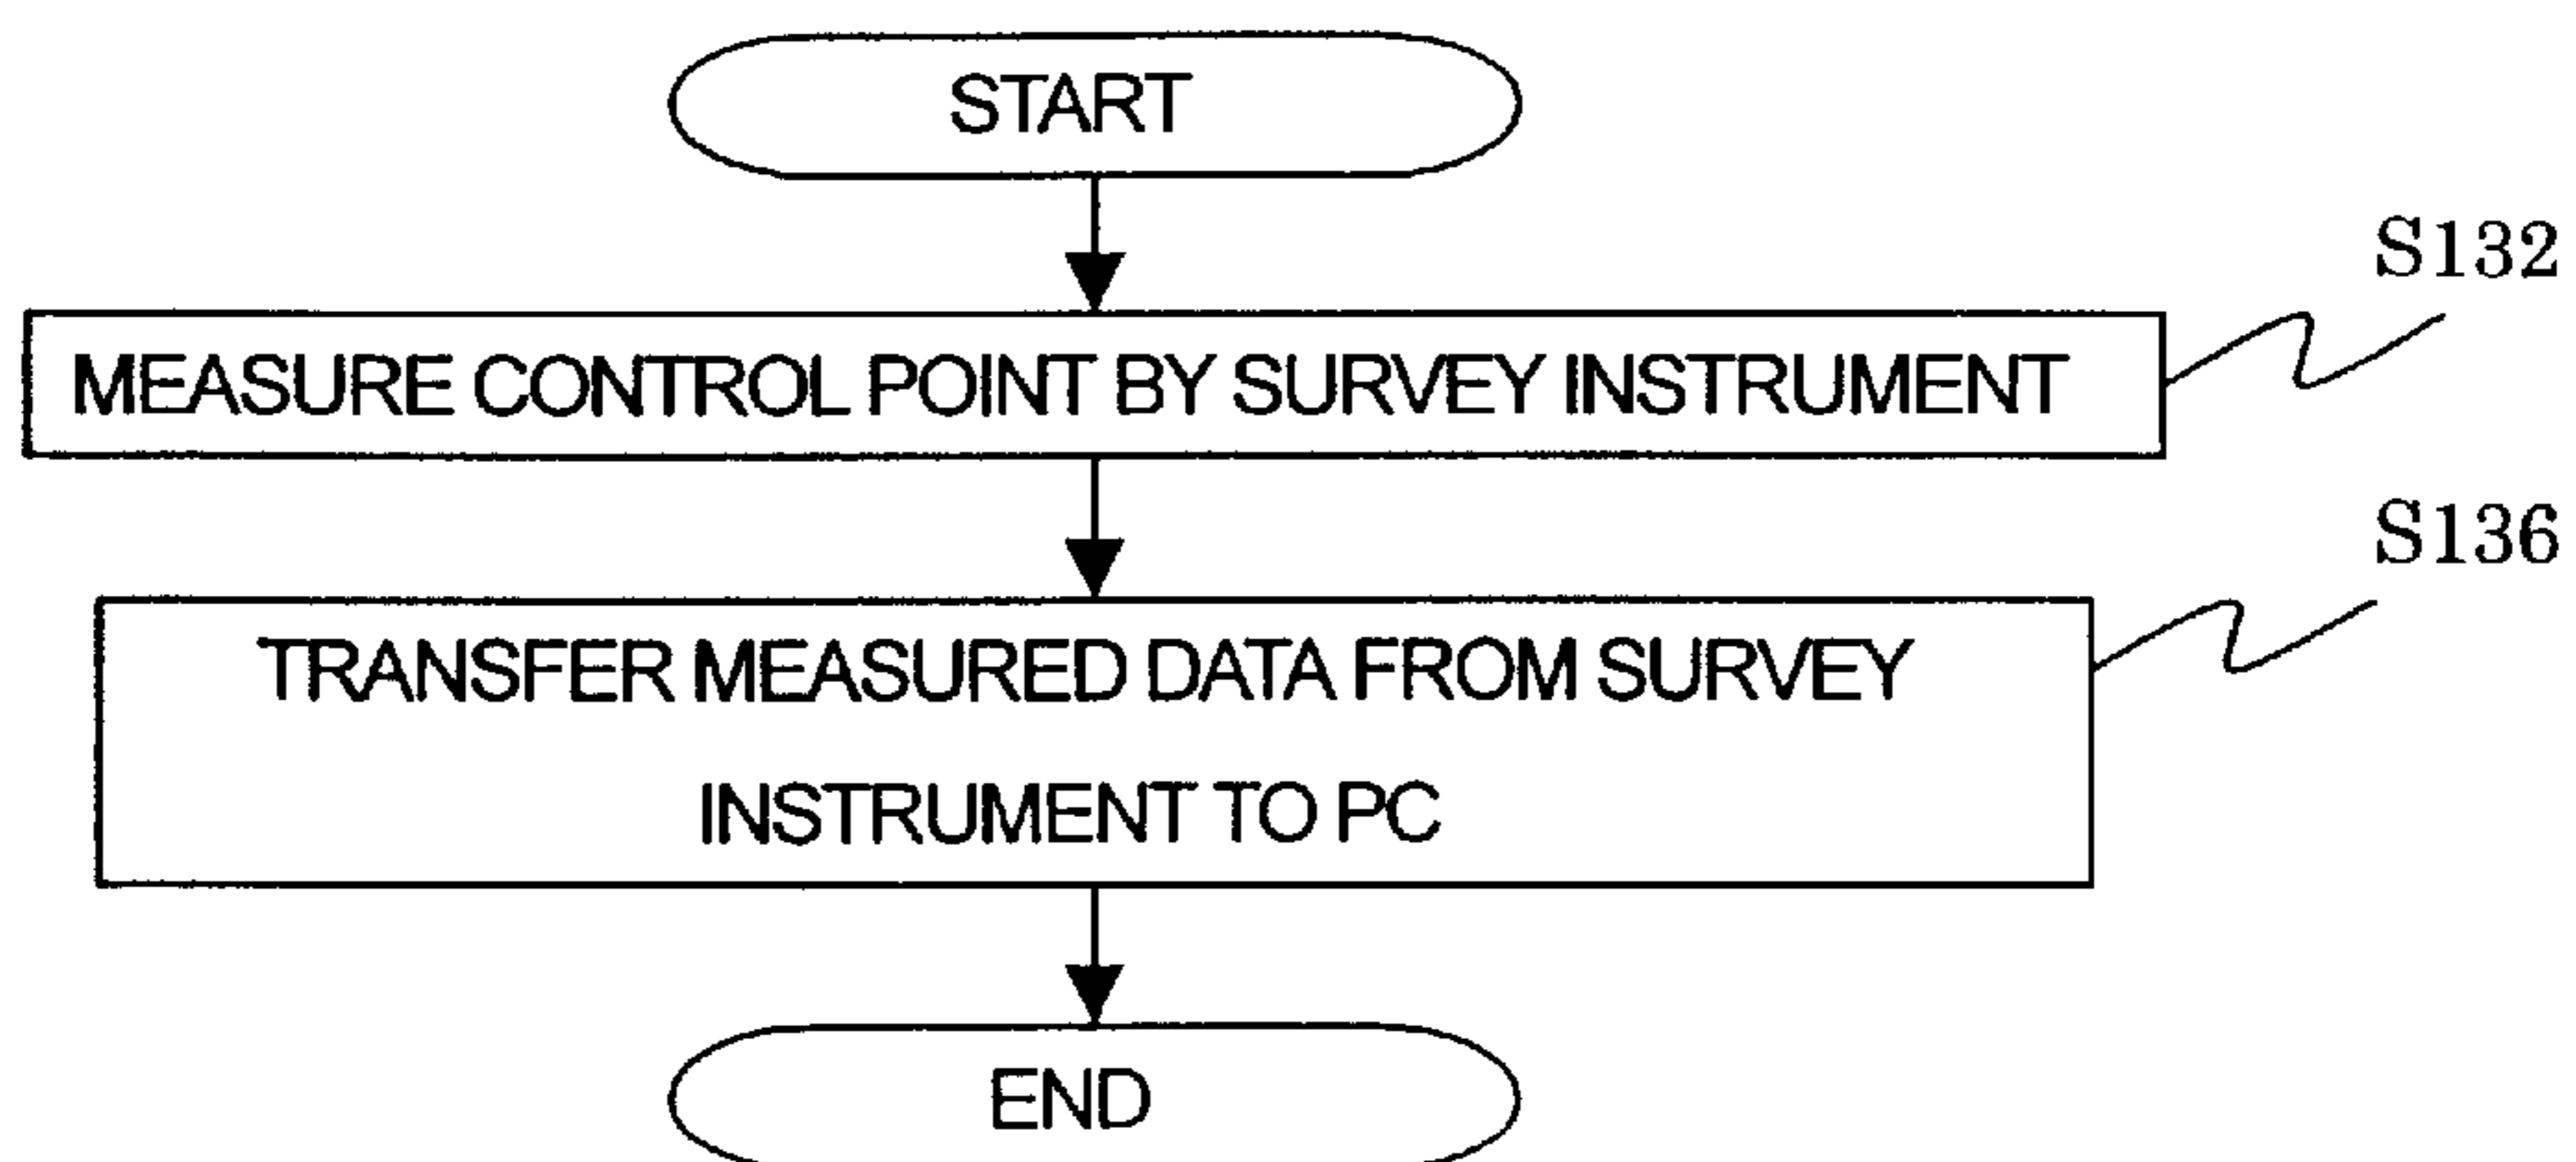 START
S132
MEASURE CONTROL POINT BY SURVEY INSTRUMENT
S136
TRANSFER MEASURED DATA FROM SURVEY
INSTRUMENT TO PC
END